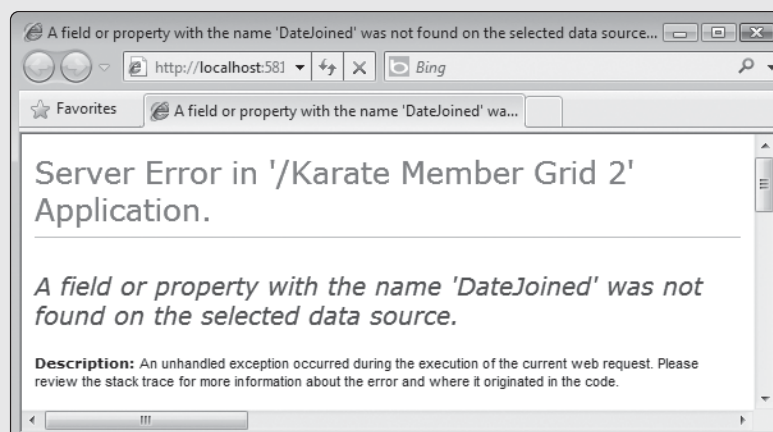 A field or property with the name 'DateJoined' was not found on the selected data source...
http://localhost:581
Bing
Favorites
A field or property with the name 'DateJoined' wa...
Server Error in '/Karate Member Grid 2'
Application.
A field or property with the name 'DateJoined' was not
found on the selected data source.
Description: An unhandled exception occurred during the execution of the current web request. Please
review the stack trace for more information about the error and where it originated in the code.